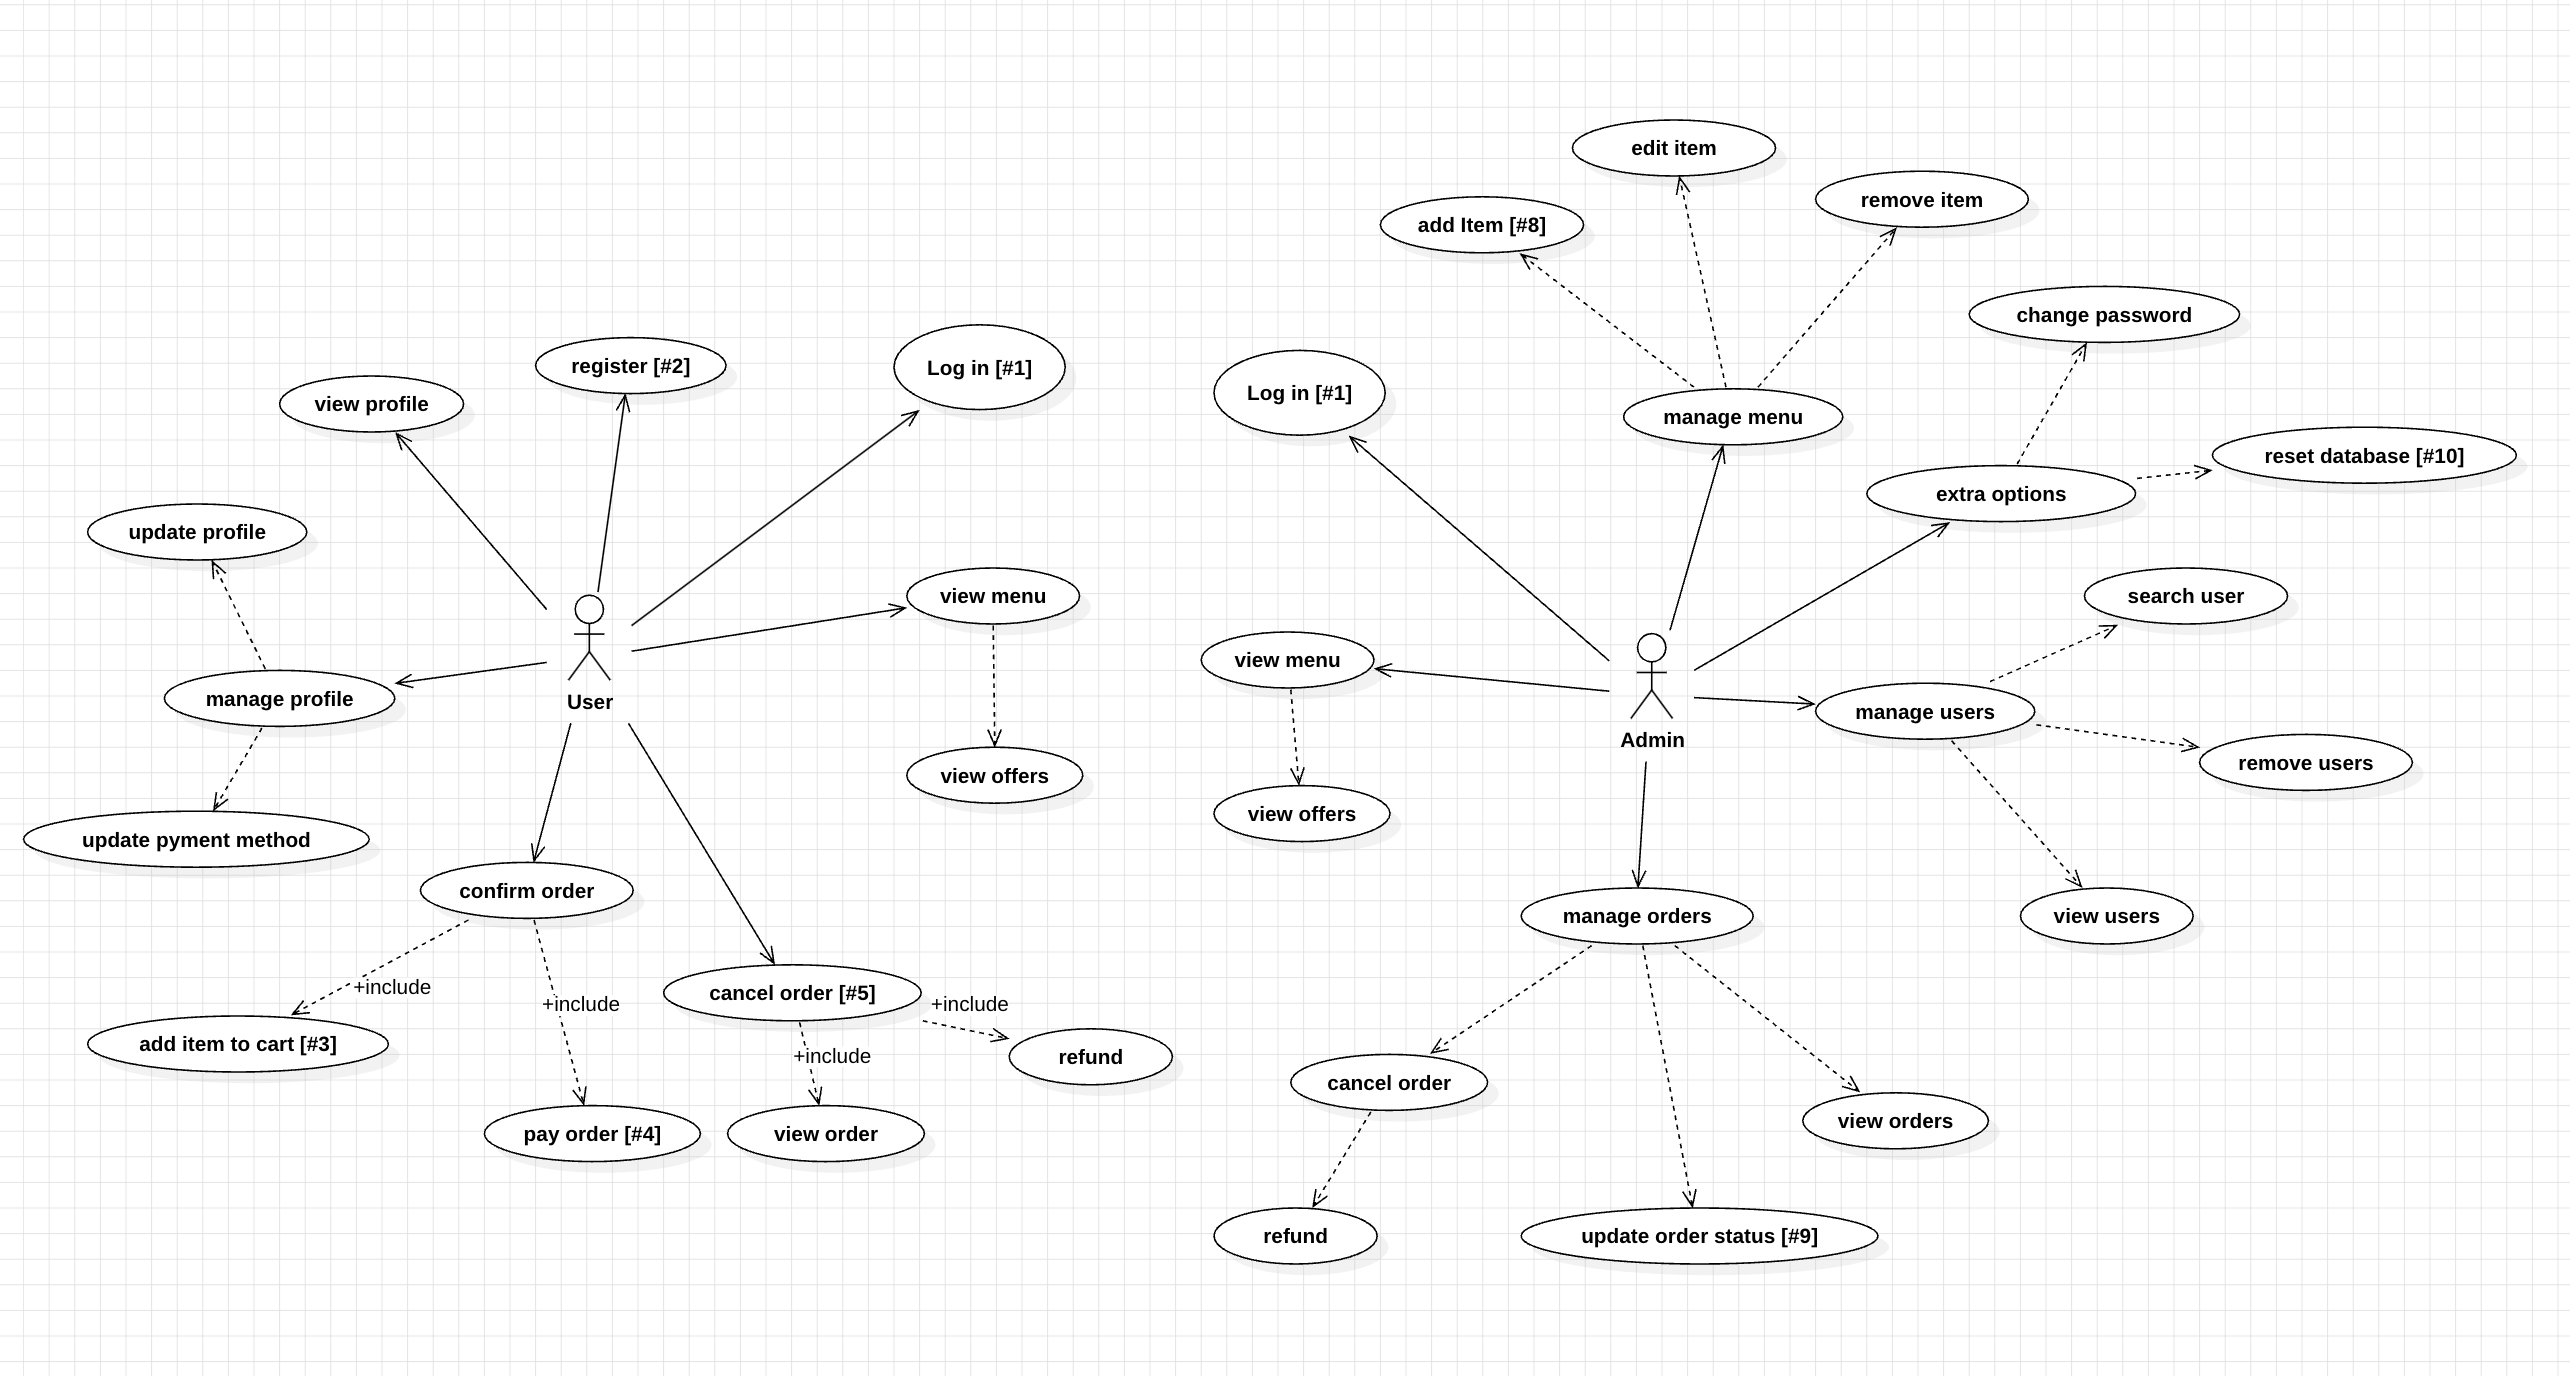 edit item
remove item
add Item [#8]
change password
register [#2]
Log in [#1]
view profile
Log in [#1]
manage menu
reset database [#10]
extra options
update profile
view menu
search user
view menu
manage profile
User
manage users
Admin
remove users
view offers
view offers
update pyment method
confirm order
manage orders
view users
+include
cancel order [#5]
+include
+include
add item to cart [#3]
+include
refund
cancel order
pay order [#4]
view order
view orders
refund
update order status [#9]